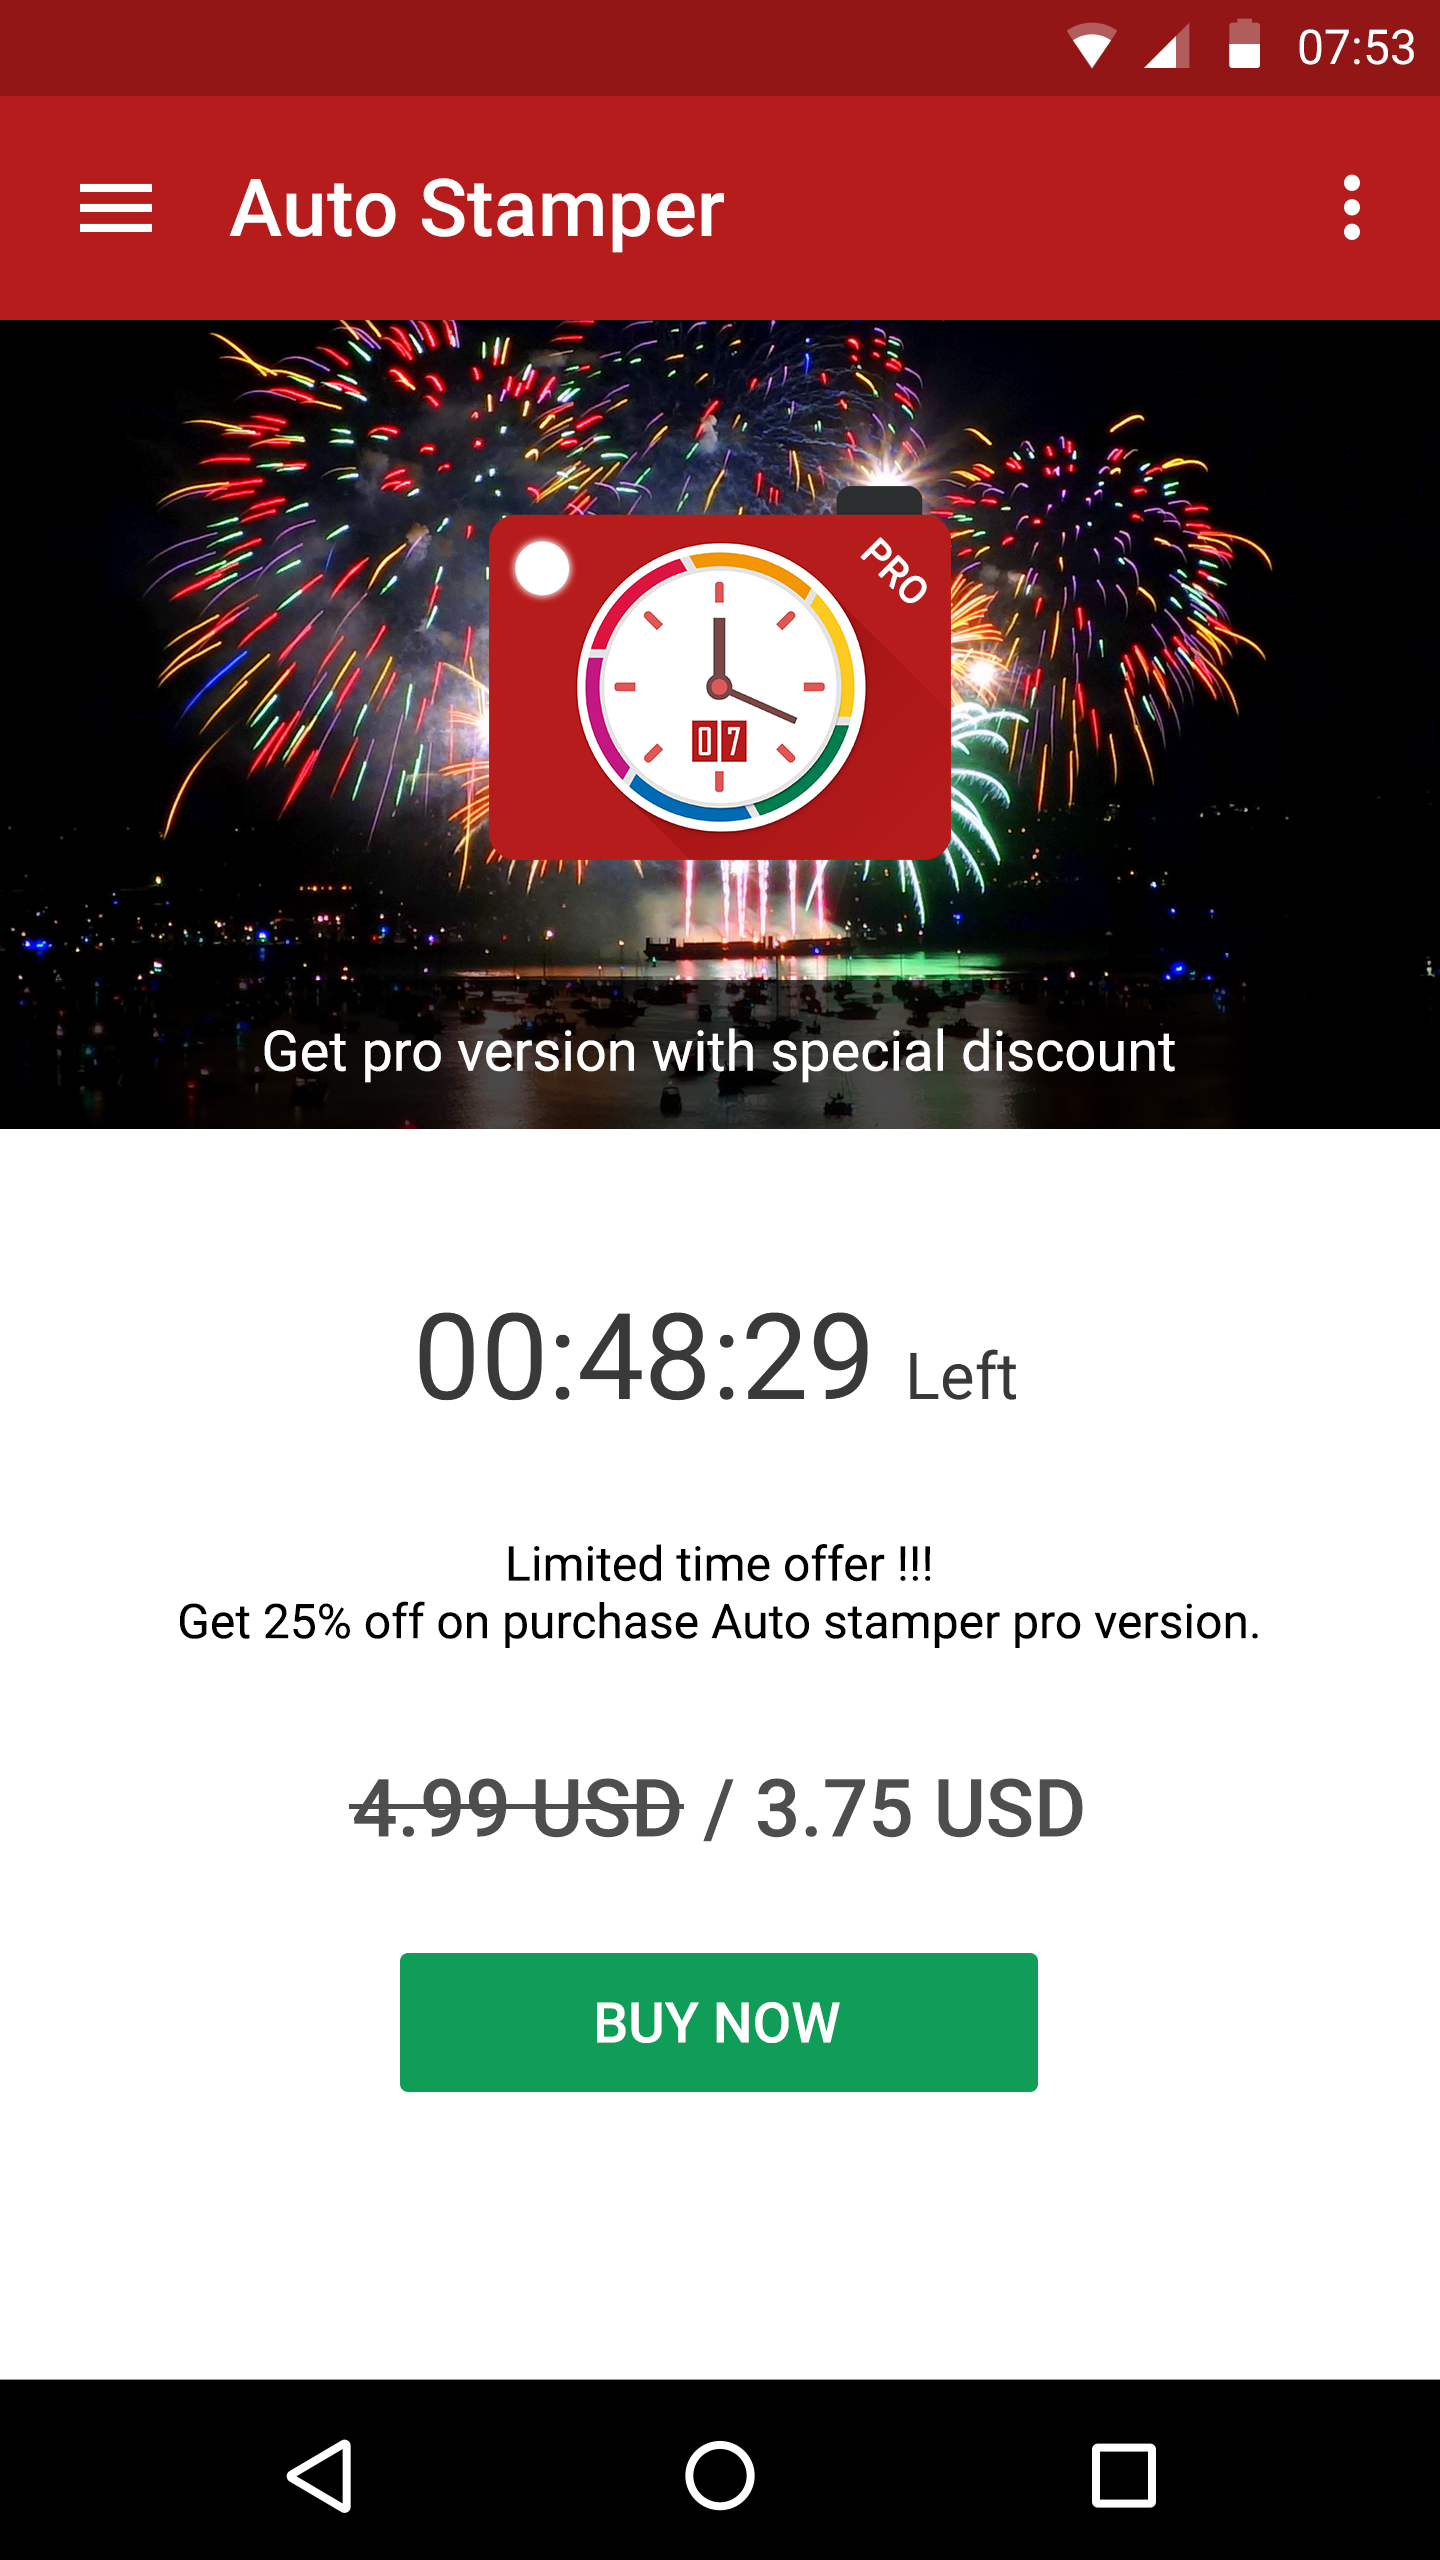 07:53
Auto Stamper
PRO
07
Get pro version with special discount
00:48:29 Left
Limited time offer !!!
Get 25% off on purchase Auto stamper pro version.
4.99 USD / 3.75 USD
BUY NOW